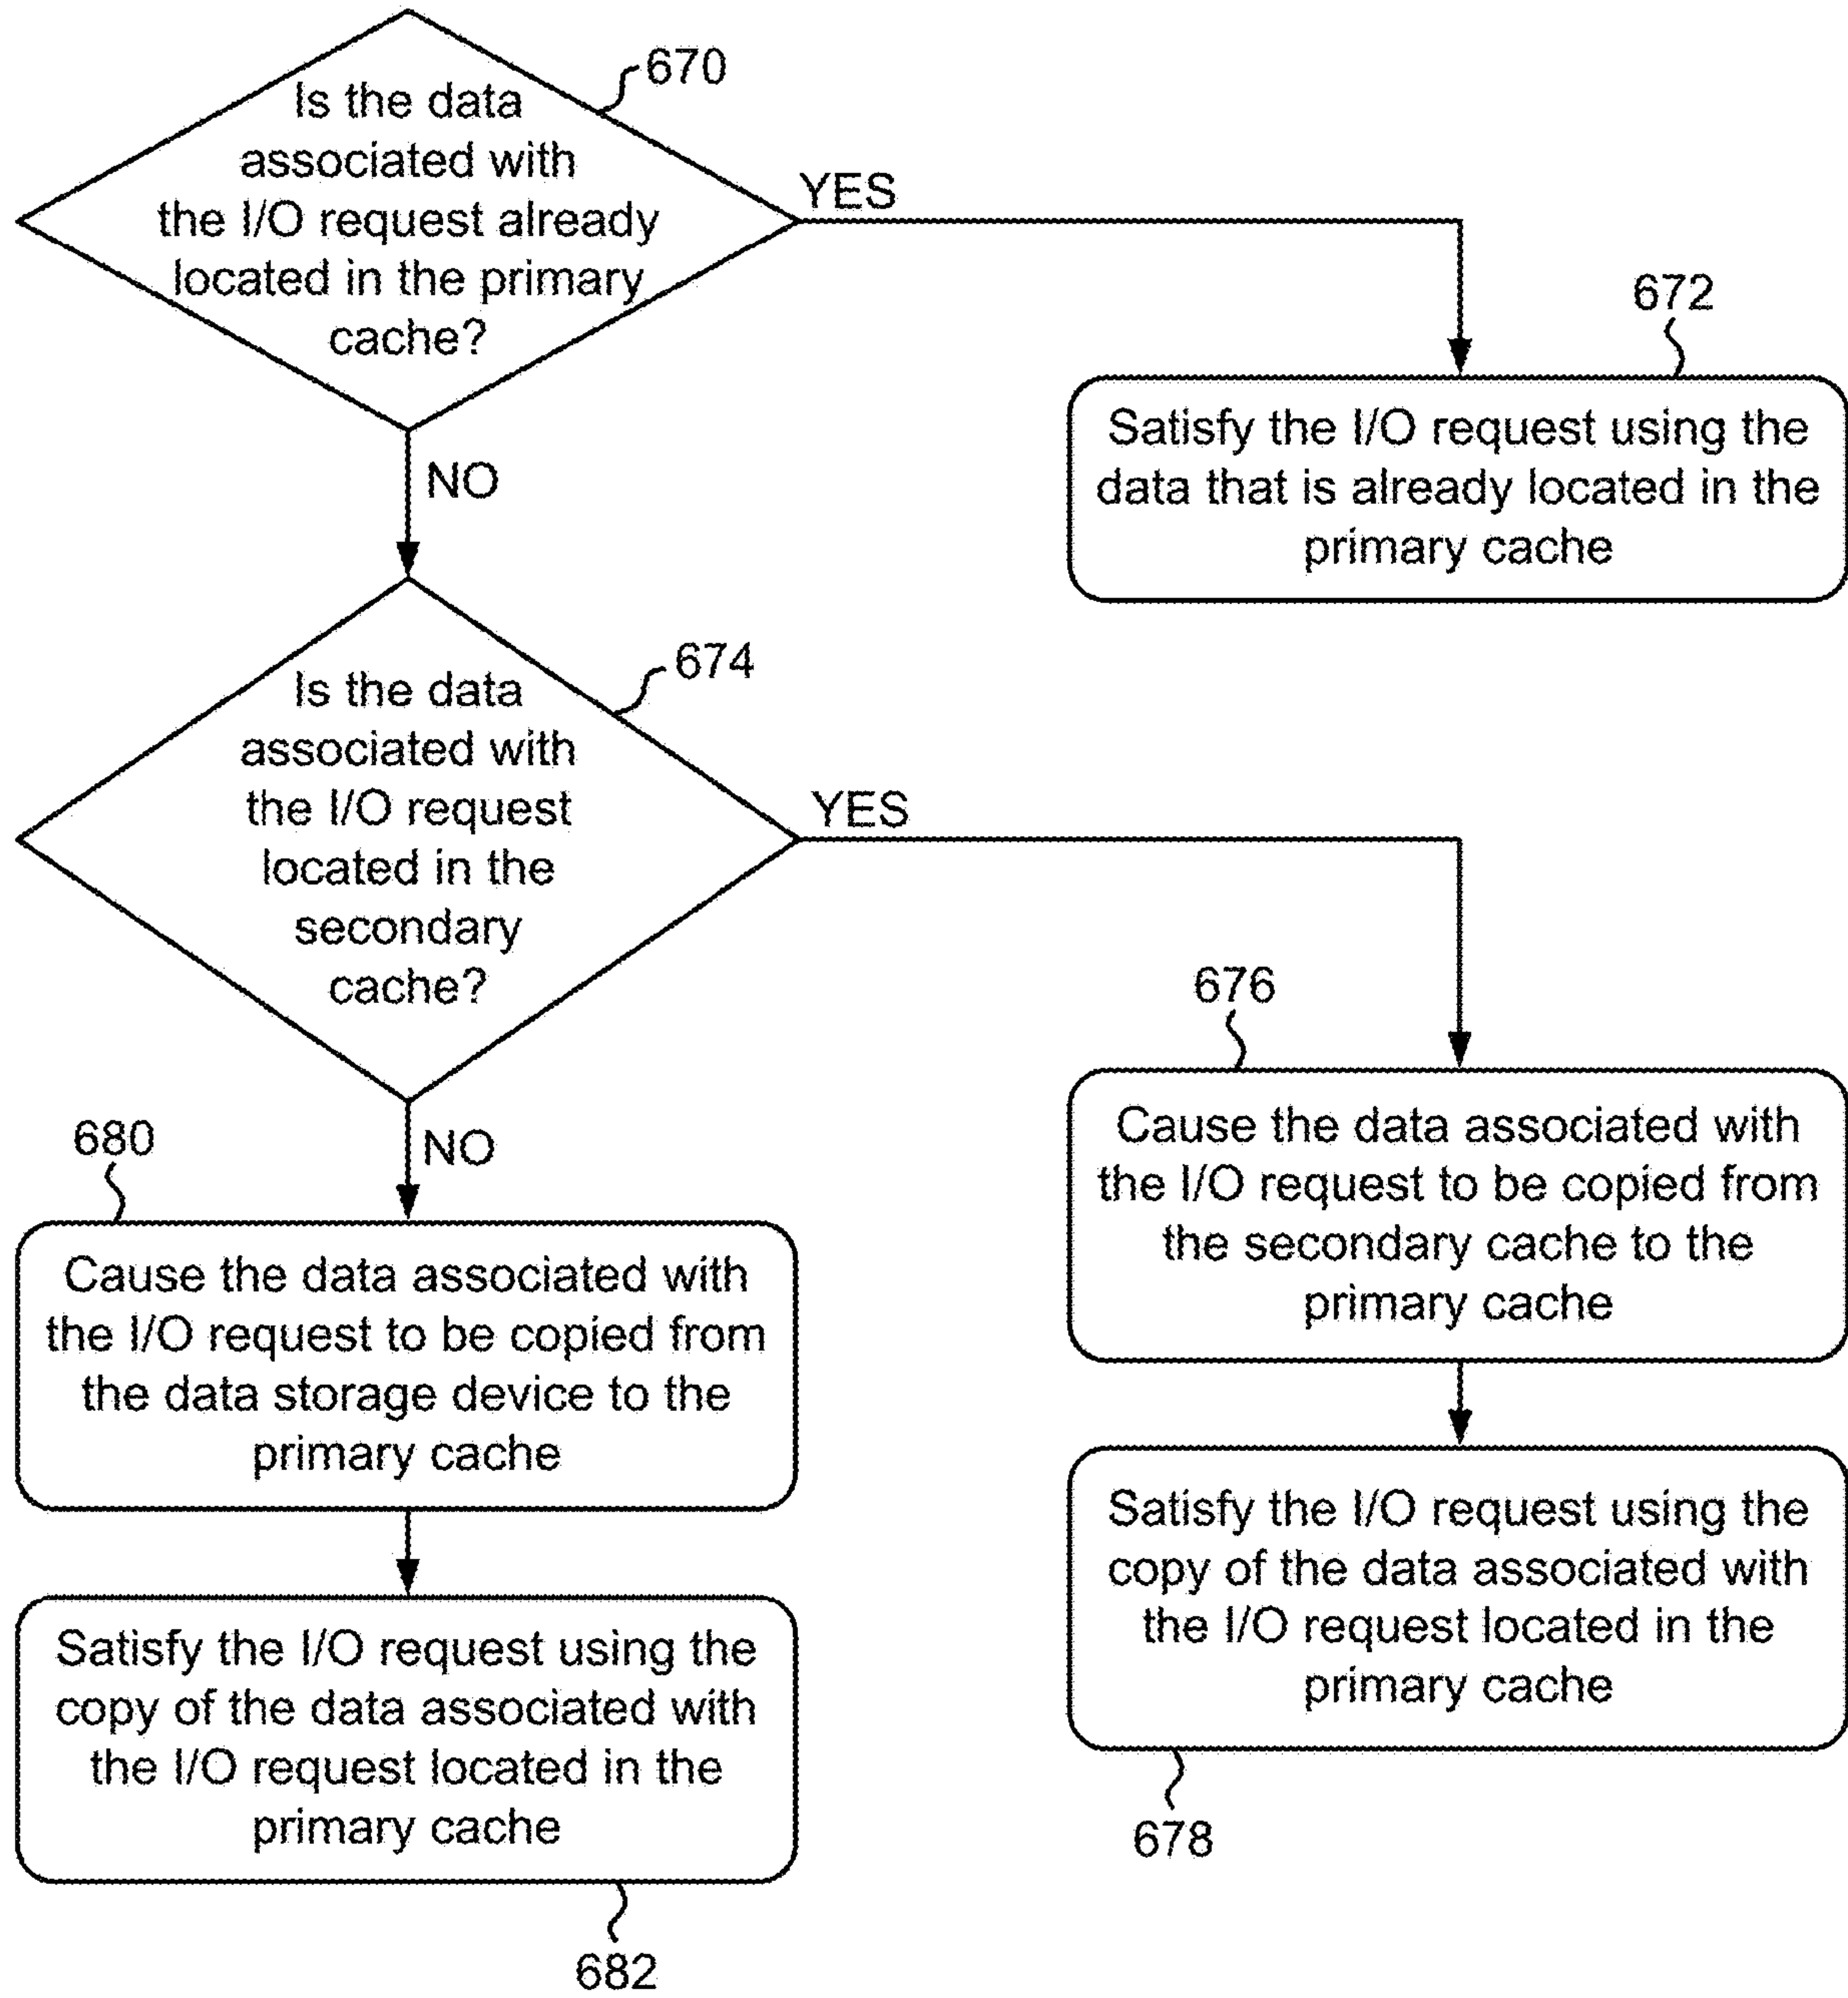 670
Is the data
associated with
the I/O request already
located in the primary
cache?
YES
NO
672
Satisfy the I/O request using the
data that is already located in the
primary cache
674
Is the data
associated with
the I/O request
located in the
secondary
cache?
YES
NO
676
Cause the data associated with
the I/O request to be copied from
the secondary cache to the
primary cache
Satisfy the I/O request using the
copy of the data associated with
the I/O request located in the
primary cache
678
680
Cause the data associated with
the I/O request to be copied from
the data storage device to the
primary cache
Satisfy the I/O request using the
copy of the data associated with
the I/O request located in the
primary cache
682